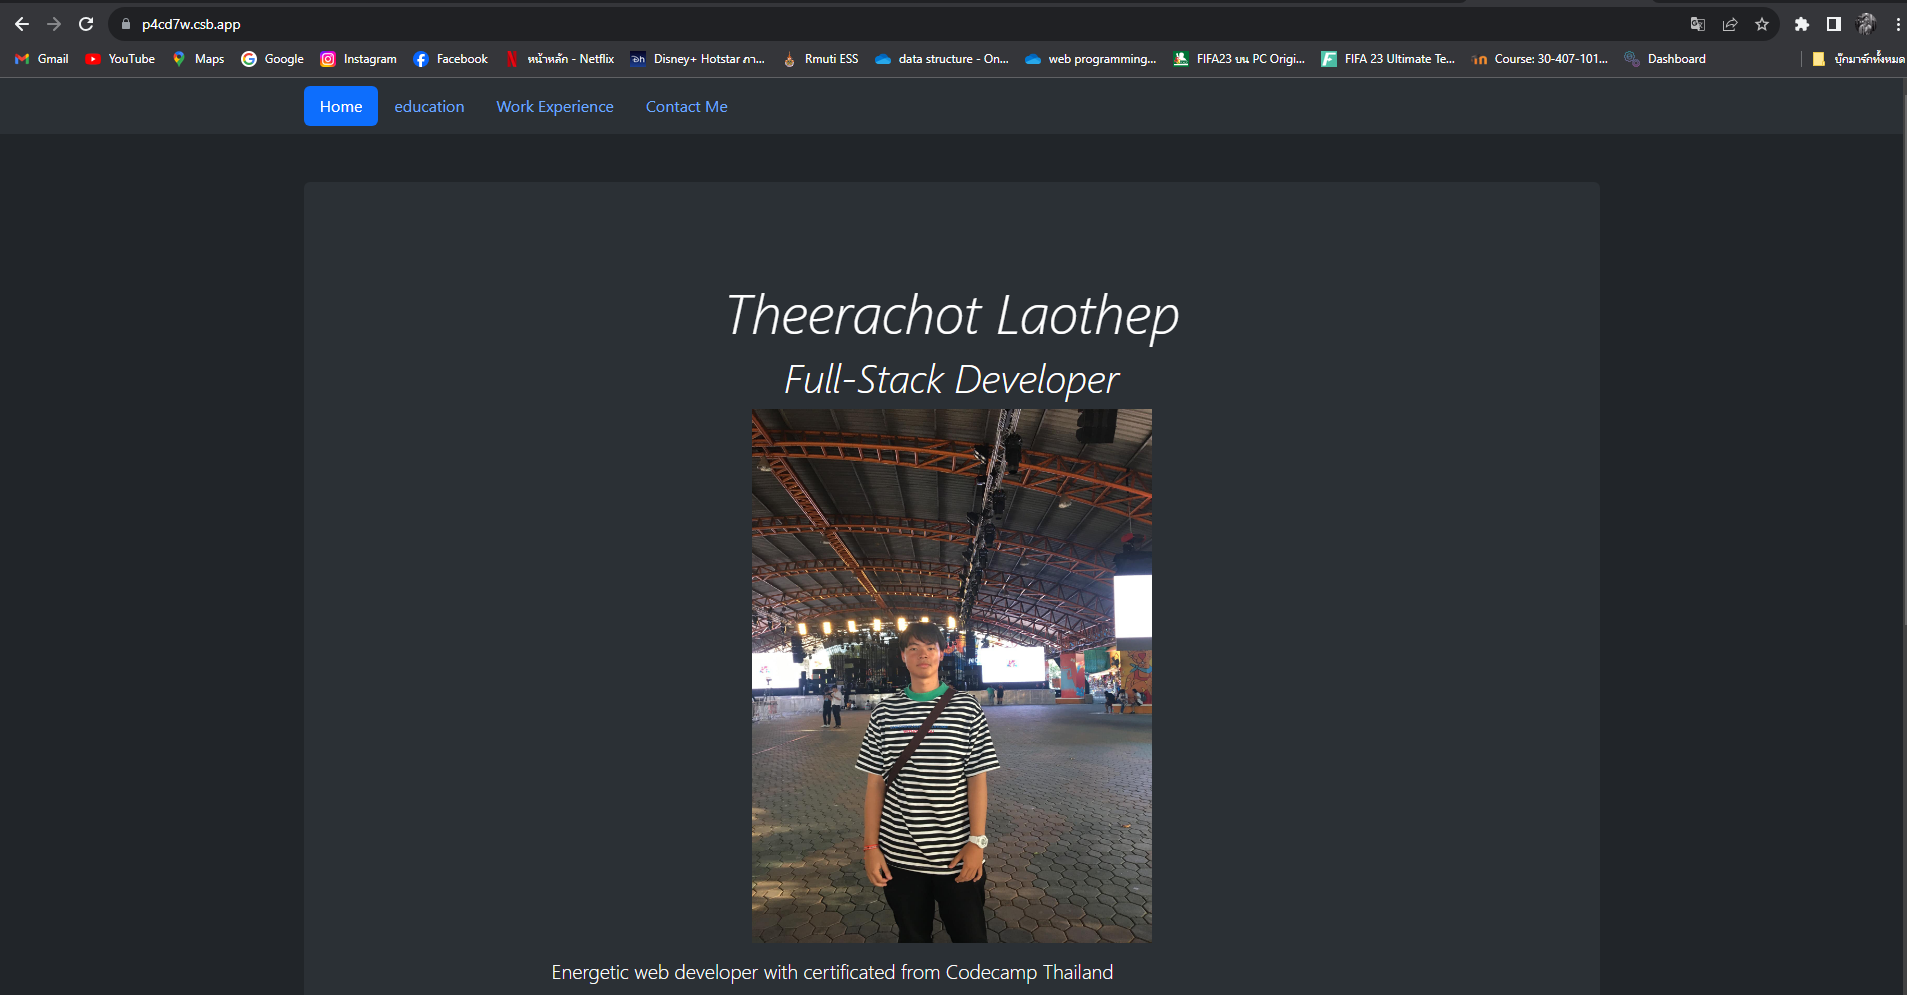 p4cd7w.csb.app
Gmail YouTube Maps Google Instagram Facebook หน้าหลัก - Netflix Disney+ Hotstar ภา... Rmuti ESS data structure - On... web programming... FIFA23 บน PC Origi... FIFA 23 Ultimate Te... Course: 30-407-101... Dashboard บุ๊กมาร์กทั้งหมด
Home education Work Experience Contact Me
Theerachot Laothep
Full-Stack Developer
Energetic web developer with certificated from Codecamp Thailand